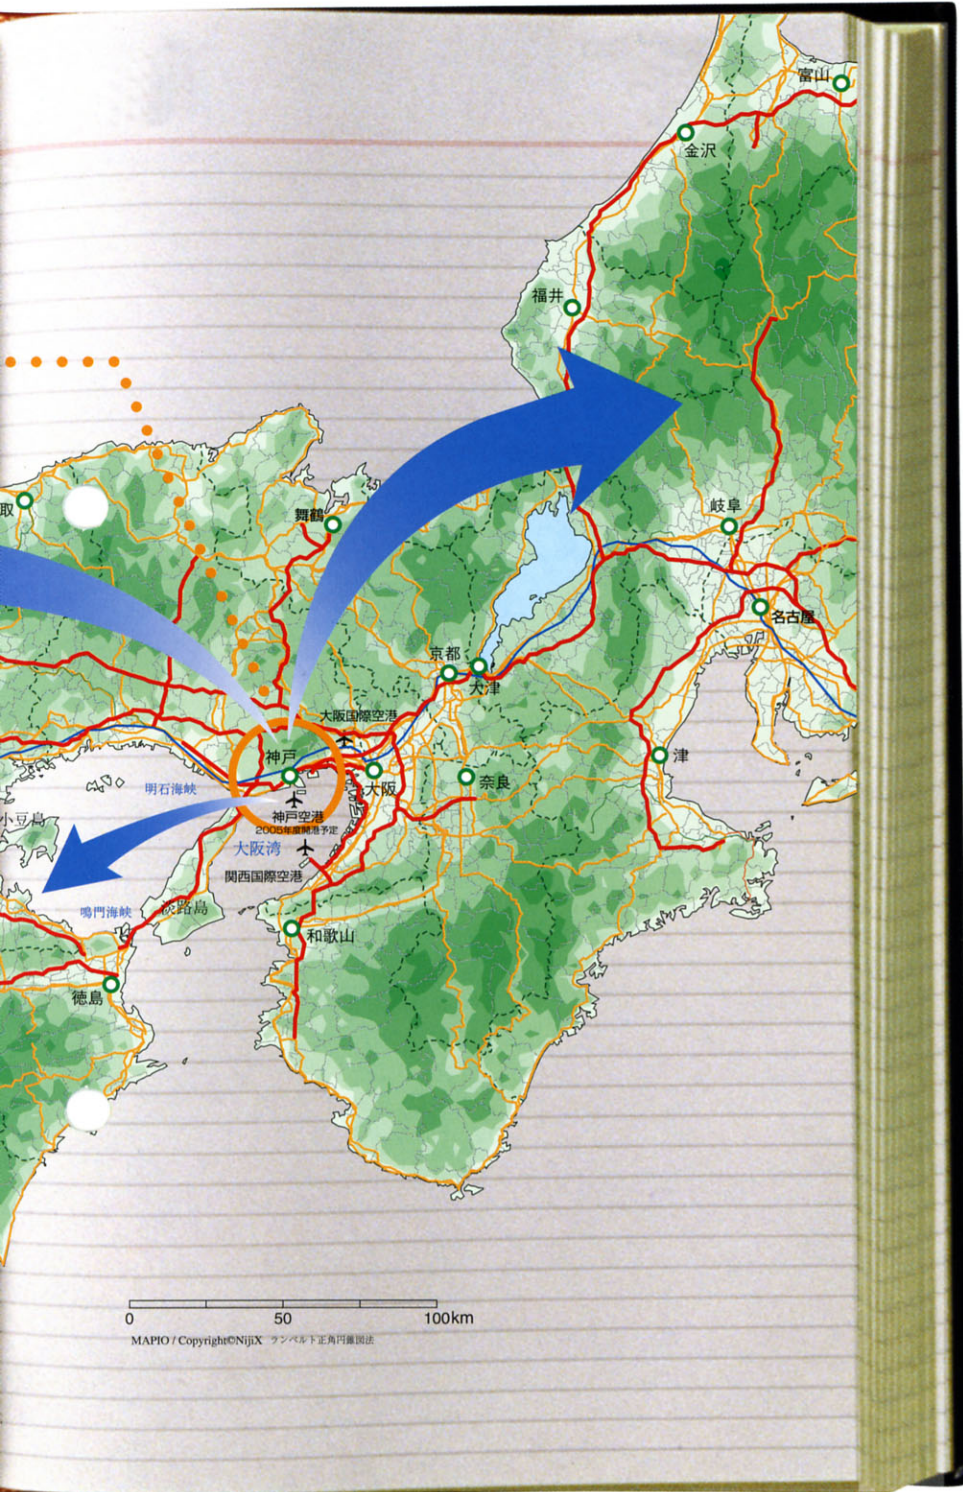 富山
金沢
福井
舞鶴
取
岐阜
名古屋
京都
大津
大阪国際空港
神戸
大阪
奈良
津
明石海峡
神戸空港
2005年度開港予定
小豆島
大阪湾
関西国際空港
鳴門海峡
淡路島
和歌山
徳島
0 50 100km
MAPIO / Copyright©NijiX ランベルト正角円錐図法